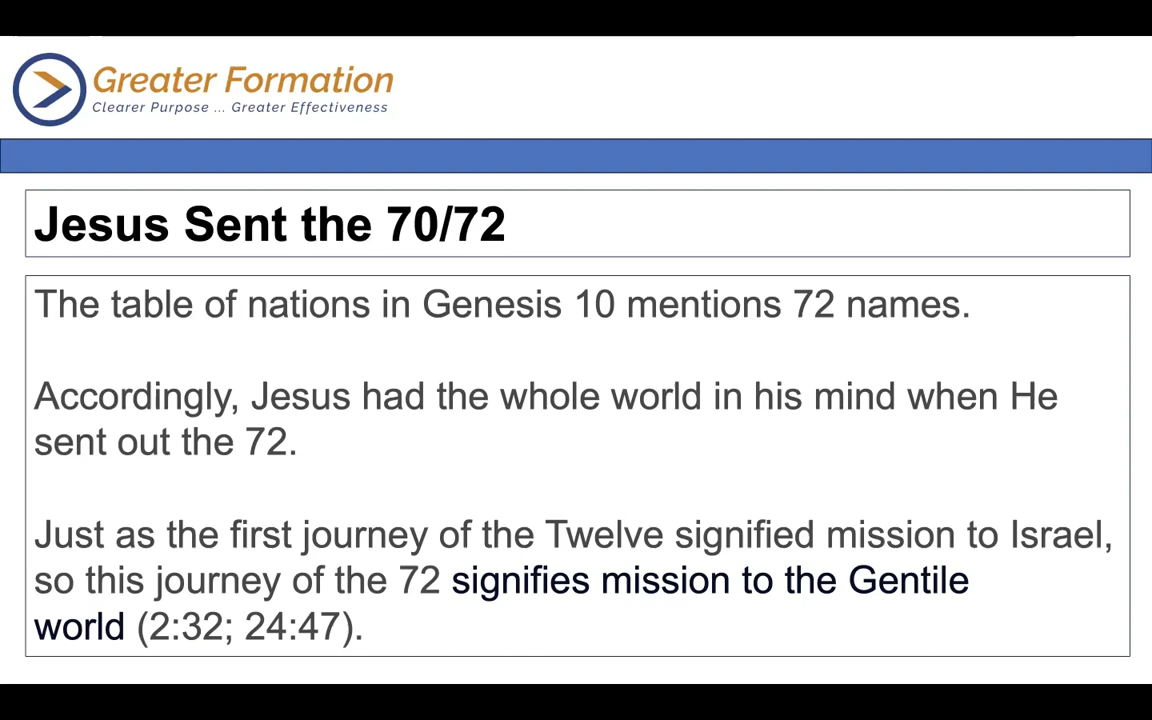 Greater Formation
Clearer Purpose ... Greater Effectiveness
Jesus Sent the 70/72
The table of nations in Genesis 10 mentions 72 names.
Accordingly, Jesus had the whole world in his mind when He
sent out the 72.
Just as the first journey of the Twelve signified mission to Israel,
so this journey of the 72 signifies mission to the Gentile
world (2:32; 24:47).